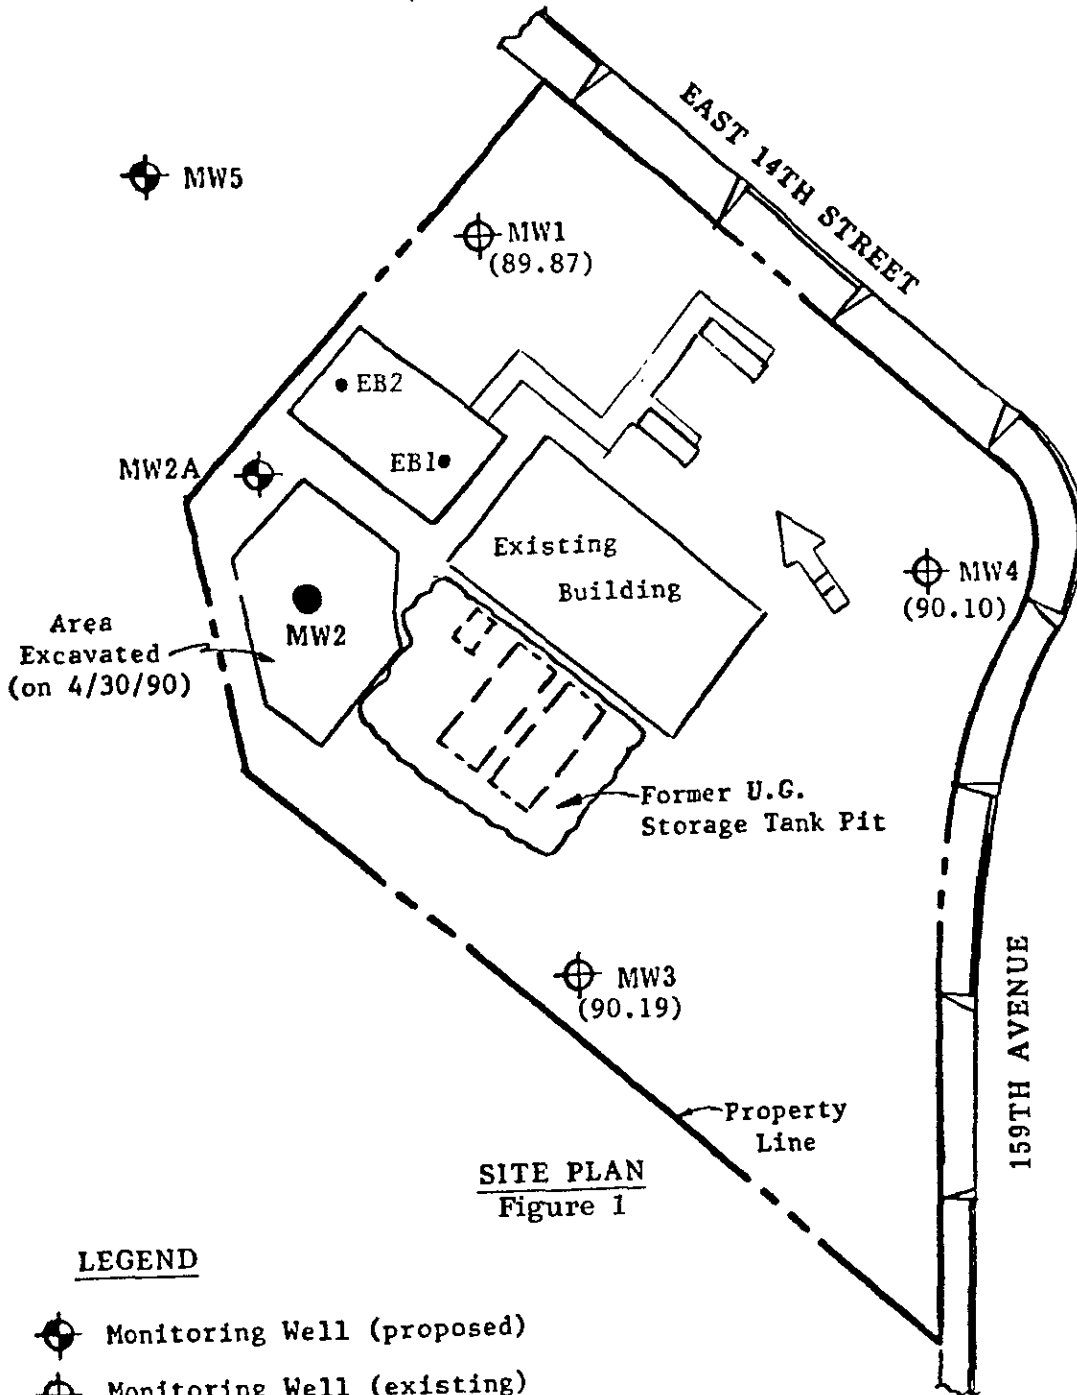 EAST 14TH STREET
MW5
MW1
(89.87)
EB2
EB1
MW2A
Existing
Building
MW4
(90.10)
MW2
Area
Excavated
(on 4/30/90)
Former U.G.
Storage Tank Pit
MW3
(90.19)
159TH AVENUE
Property
Line
SITE PLAN
Figure 1
LEGEND
Monitoring Well (proposed)
Monitoring Well (existing)